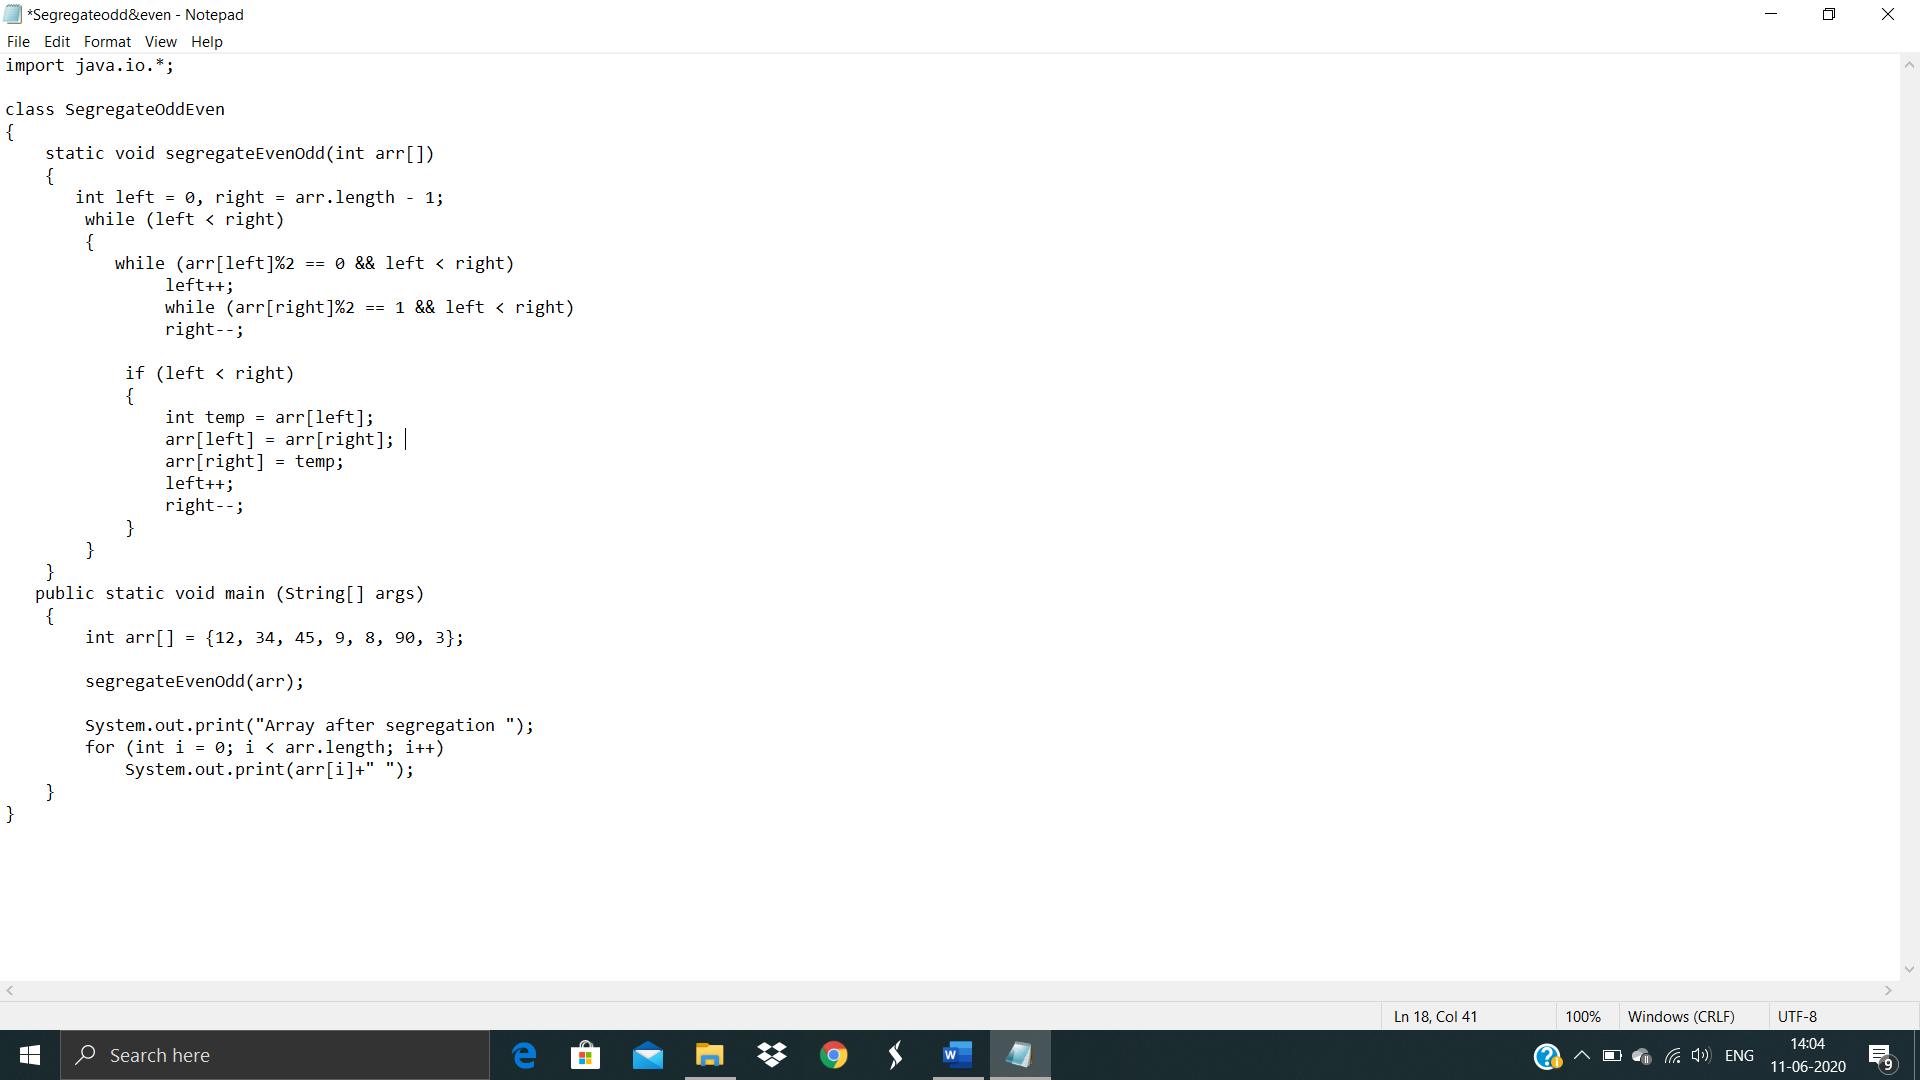 *Segregateodd&even - Notepad
File Edit Format View Help
import java.io.*;

class SegregateOddEven
{
    static void segregateEvenOdd(int arr[])
    {
       int left = 0, right = arr.length - 1;
        while (left < right)
        {
           while (arr[left]%2 == 0 && left < right)
                left++;
                while (arr[right]%2 == 1 && left < right)
                right--;

            if (left < right)
            {
                int temp = arr[left];
                arr[left] = arr[right];
                arr[right] = temp;
                left++;
                right--;
            }
        }
    }
   public static void main (String[] args)
    {
        int arr[] = {12, 34, 45, 9, 8, 90, 3};

        segregateEvenOdd(arr);

        System.out.print("Array after segregation ");
        for (int i = 0; i < arr.length; i++)
            System.out.print(arr[i]+" ");
    }
}
Ln 18, Col 41 100% Windows (CRLF) UTF-8
Search here
W
ENG
14:04
11-06-2020
9